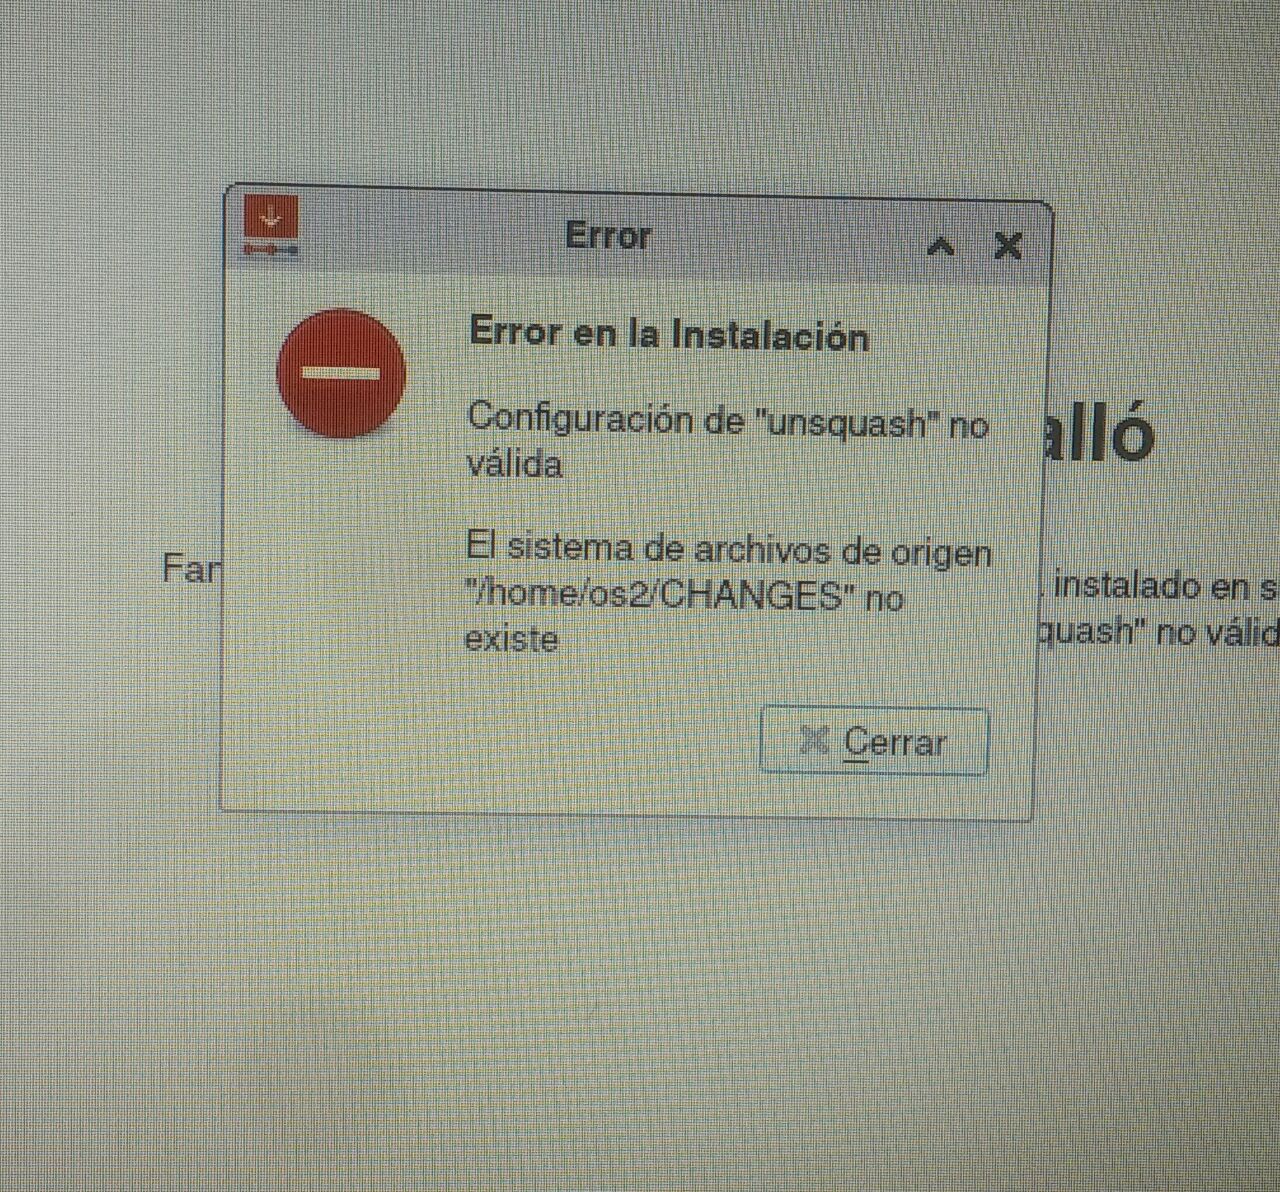 Error
Error en la Instalación
Configuración de "unsquash" no
válida
El sistema de archivos de origen
"/home/os2/CHANGES" no
existe
Cerrar
alló
Far
instalado en s
quash" no válid